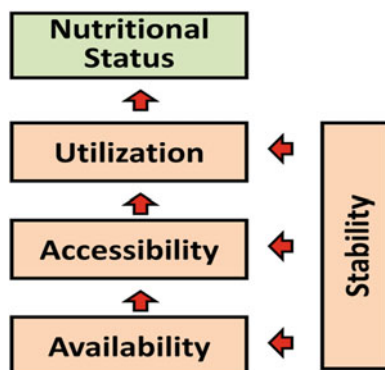 Nutritional
Status
Utilization
Accessibility
Availability
Stability